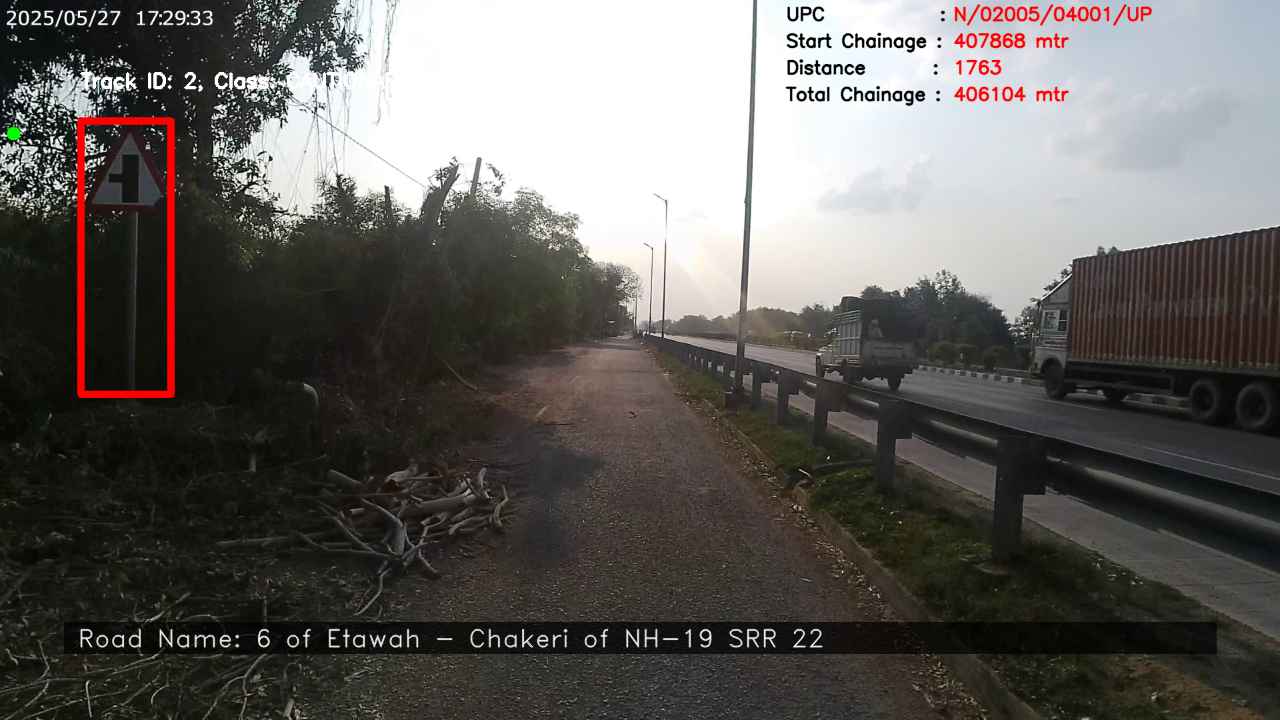 2025/05/27 17:29:33
UPC : N/02005/04001/UP
Start Chainage : 407868 mtr
Distance : 1763
Total Chainage : 406104 mtr
Track ID: 2, Class:
Road Name: 6 of Etawah - Chakeri of NH-19 SRR 22